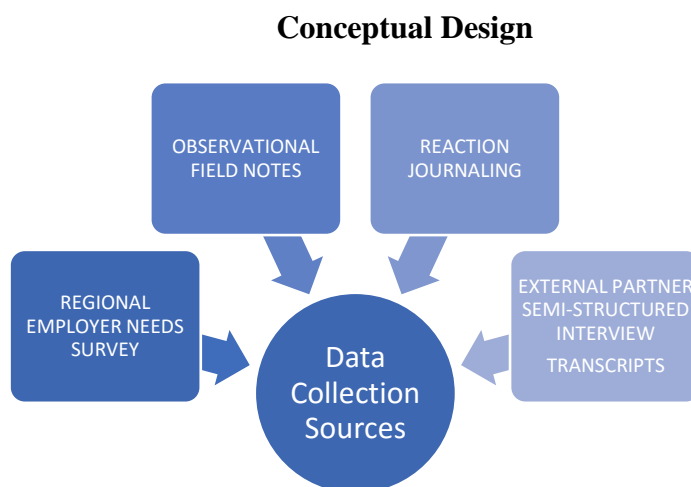 Conceptual Design
OBSERVATIONAL
FIELD NOTES
REACTION
JOURNALING
REGIONAL
EMPLOYER NEEDS
SURVEY
EXTERNAL PARTNER
SEMI-STRUCTURED
INTERVIEW
TRANSCRIPTS
Data
Collection
Sources